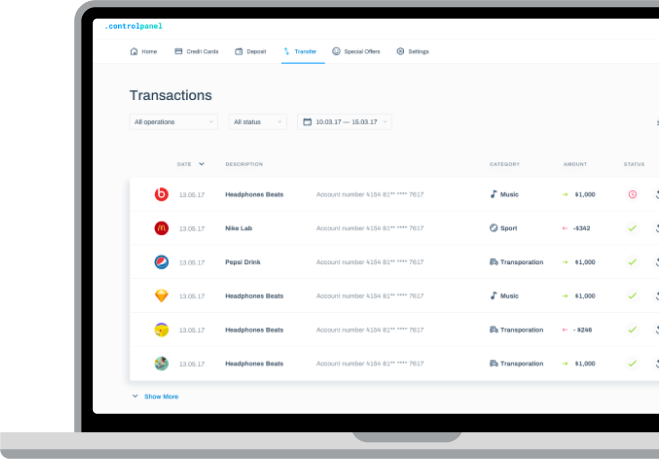 .controlpanel
Home Credit Cards Deposit Transfer Special Offers Settings
Transactions
All operations All status 10.03.17 — 15.03.17
DATE DESCRIPTION CATEGORY AMOUNT STATUS
13.05.17 Headphones Beats Account number 4154 81** **** 7617 Music → $1,000
13.05.17 Nike Lab Account number 4154 81** **** 7617 Sport ← -$342
13.05.17 Pepsi Drink Account number 4154 81** **** 7617 Transporation → $1,000
13.05.17 Headphones Beats Account number 4154 81** **** 7617 Music → $1,000
13.05.17 Headphones Beats Account number 4154 81** **** 7617 Transporation ← - $246
13.05.17 Headphones Beats Account number 4154 81** **** 7617 Transporation → $1,000
Show More